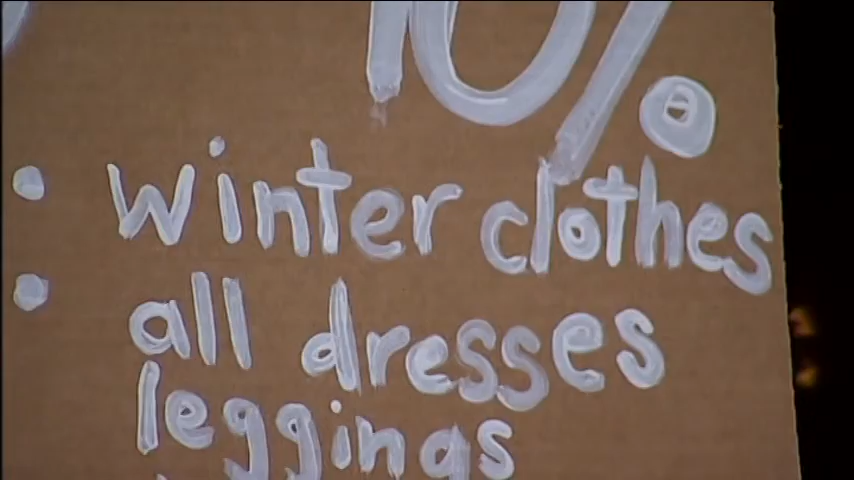 10%
: winter clothes
all dresses
leggings